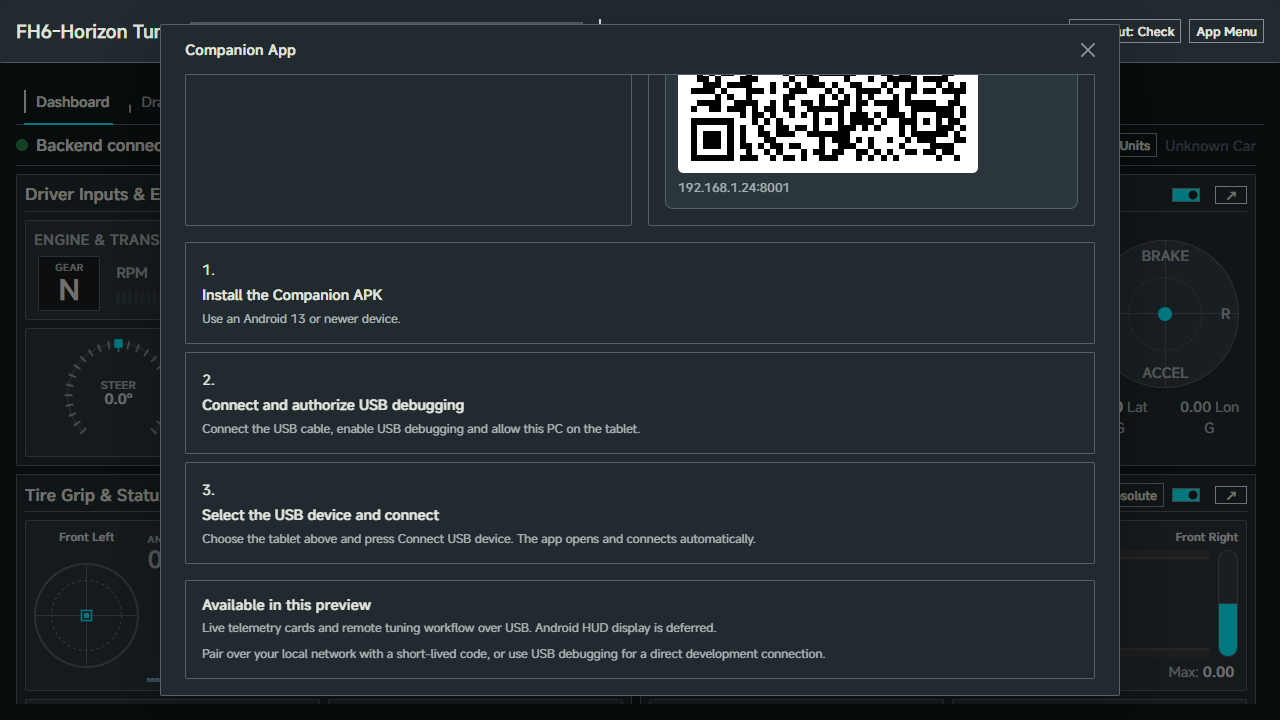 FH6-Horizon Tun
Companion App
ut: Check
App Menu
Dashboard
Backend connec
Units
Unknown Car
192.168.1.24:8001
Driver Inputs & E
ENGINE & TRANS
GEAR
N
RPM
STEER
0.0°
BRAKE
R
ACCEL
Lat
0.00 Lon
G
G
1.
Install the Companion APK
Use an Android 13 or newer device.
2.
Connect and authorize USB debugging
Connect the USB cable, enable USB debugging and allow this PC on the tablet.
3.
Select the USB device and connect
Choose the tablet above and press Connect USB device. The app opens and connects automatically.
Available in this preview
Live telemetry cards and remote tuning workflow over USB. Android HUD display is deferred.
Pair over your local network with a short-lived code, or use USB debugging for a direct development connection.
Tire Grip & Status
Front Left
AN
0
solute
Front Right
Max: 0.00